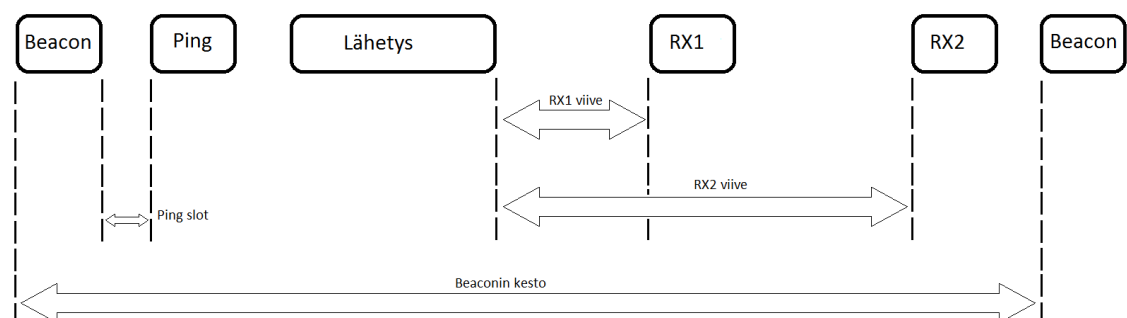 Beacon
Ping
Lähetys
RX1
RX2
Beacon
RX1 viive
RX2 viive
Ping slot
Beaconin kesto